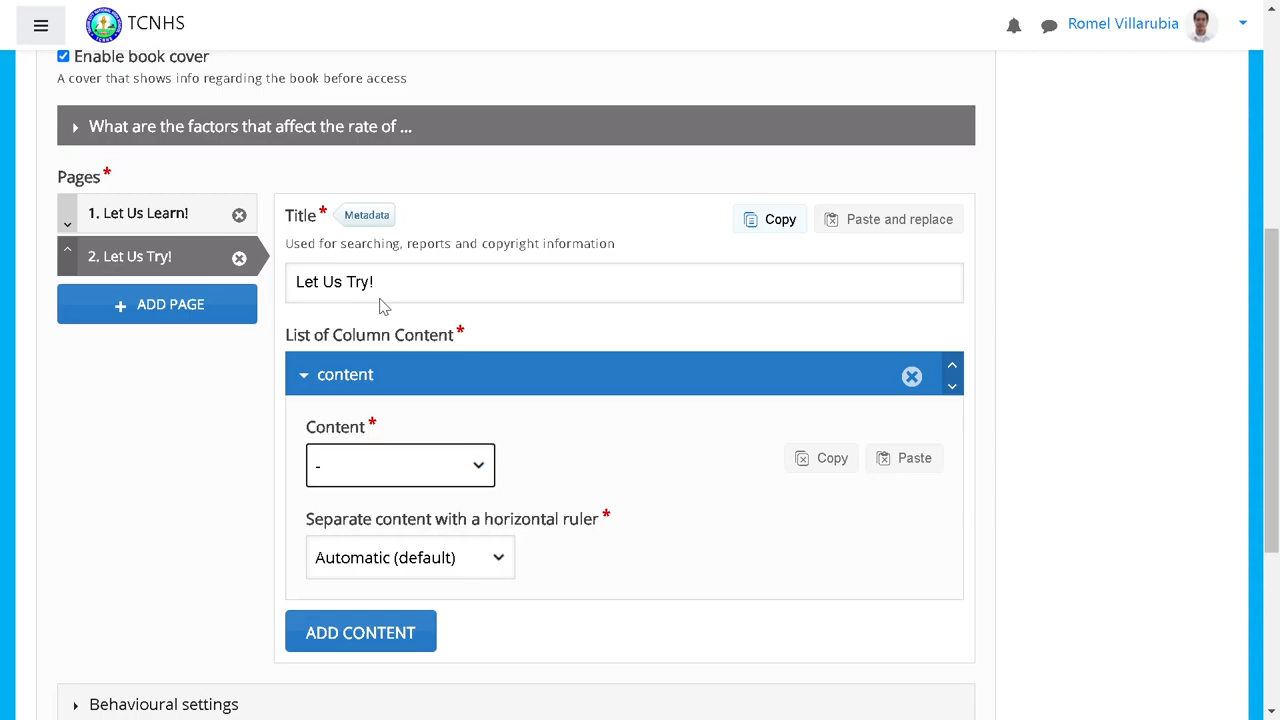 TCNHS
Romel Villarubia
Enable book cover
A cover that shows info regarding the book before access
What are the factors that affect the rate of ...
Pages*
1. Let Us Learn!
2. Let Us Try!
+ ADD PAGE
Title* Metadata
Copy
Paste and replace
Used for searching, reports and copyright information
Let Us Try!
List of Column Content*
content
Content*
-
Copy
Paste
Separate content with a horizontal ruler*
Automatic (default)
ADD CONTENT
Behavioural settings